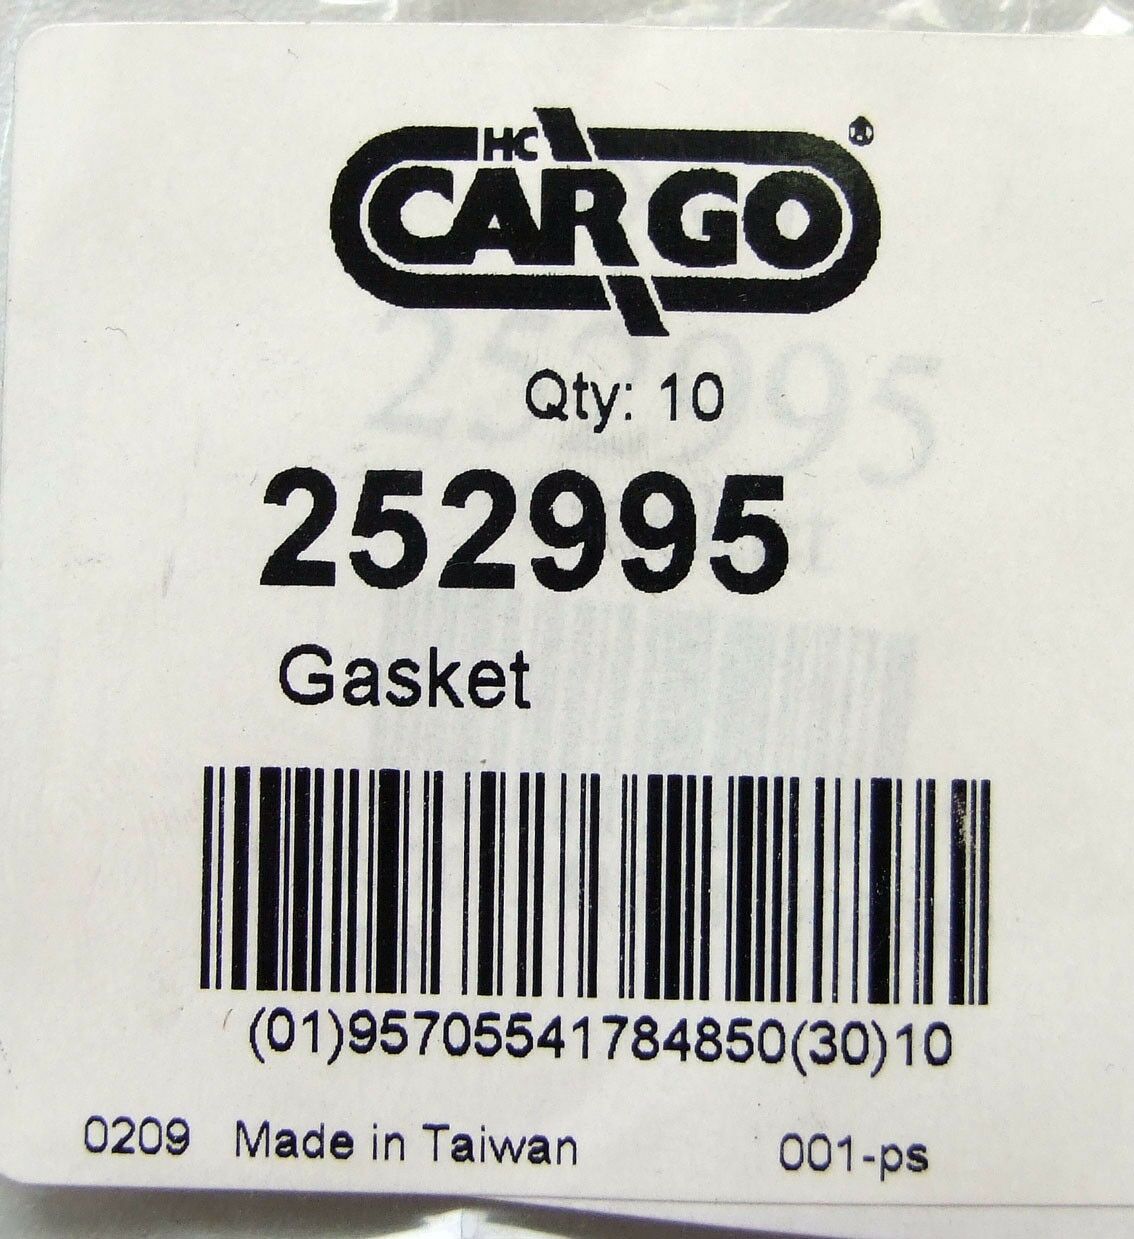 HC
CARGO®
Qty: 10
252995
Gasket
(01)95705541784850(30)10
0209 Made in Taiwan 001-ps